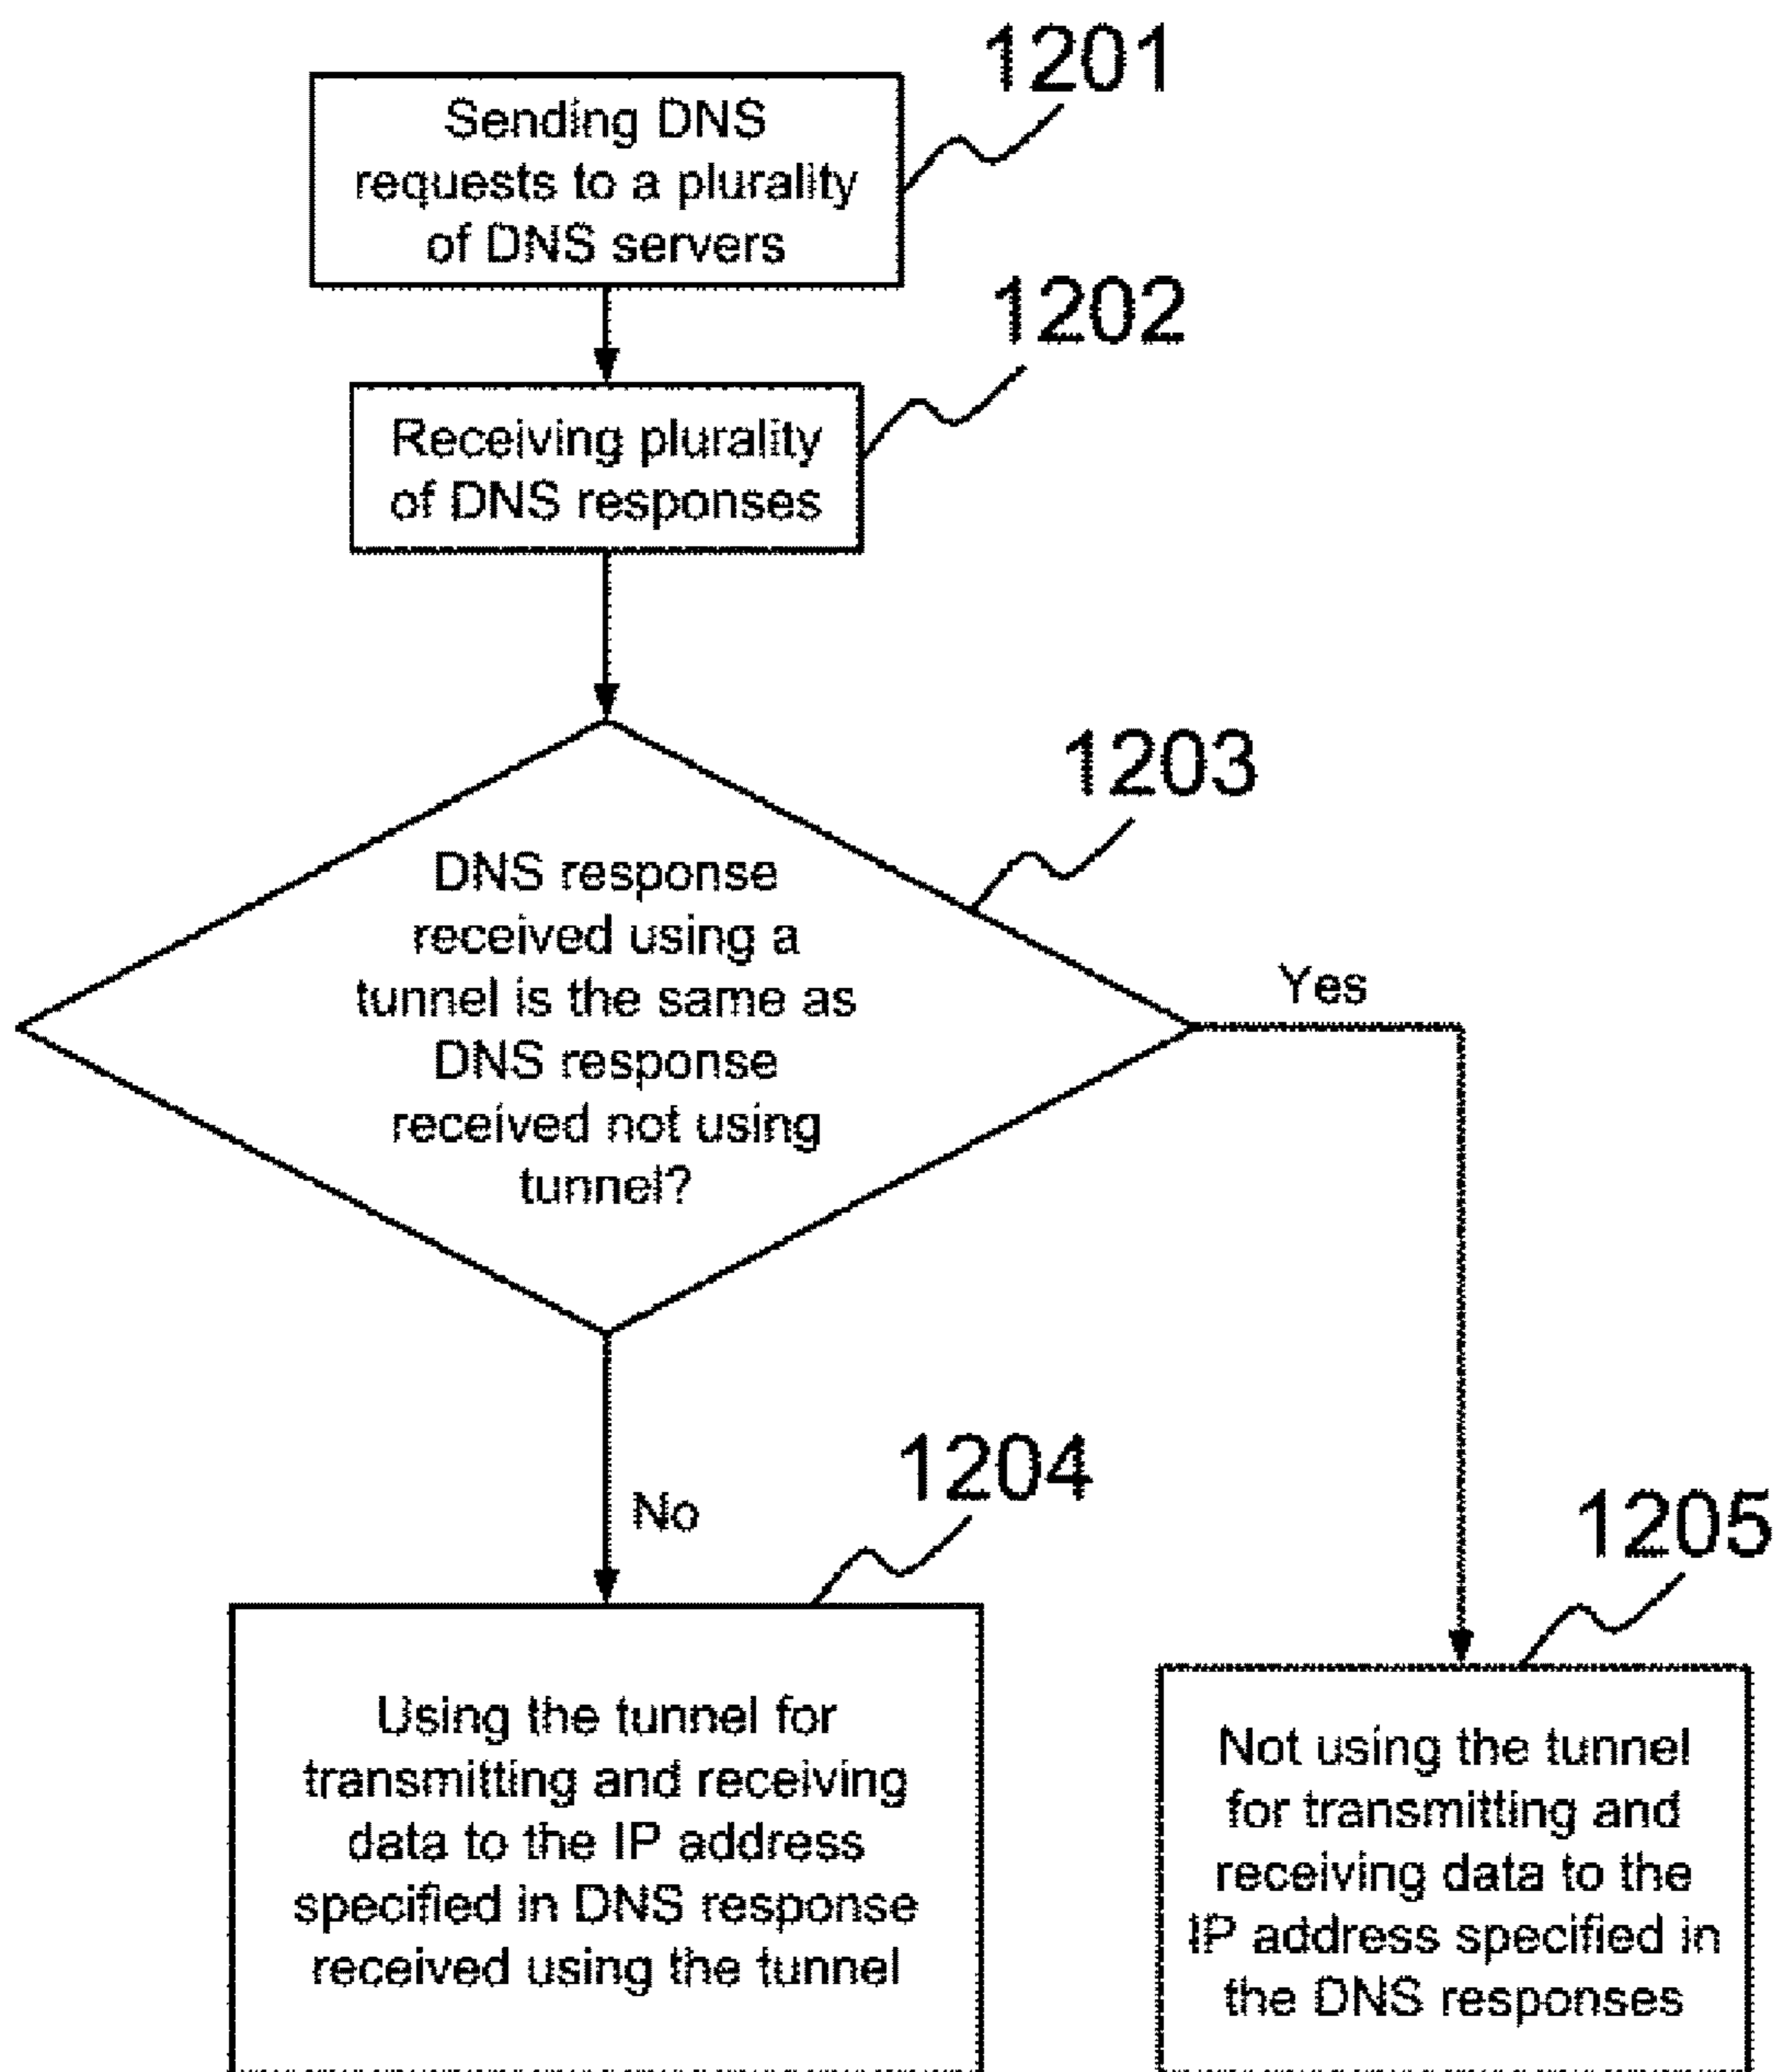 1201
Sending DNS
requests to a plurality
of DNS servers
1202
Receiving plurality
of DNS responses
1203
DNS response
received using a
tunnel is the same as
DNS response
received not using
tunnel?
Yes
No
1204
Using the tunnel for
transmitting and receiving
data to the IP address
specified in DNS response
received using the tunnel
1205
Not using the tunnel
for transmitting and
receiving data to the
IP address specified in
the DNS responses